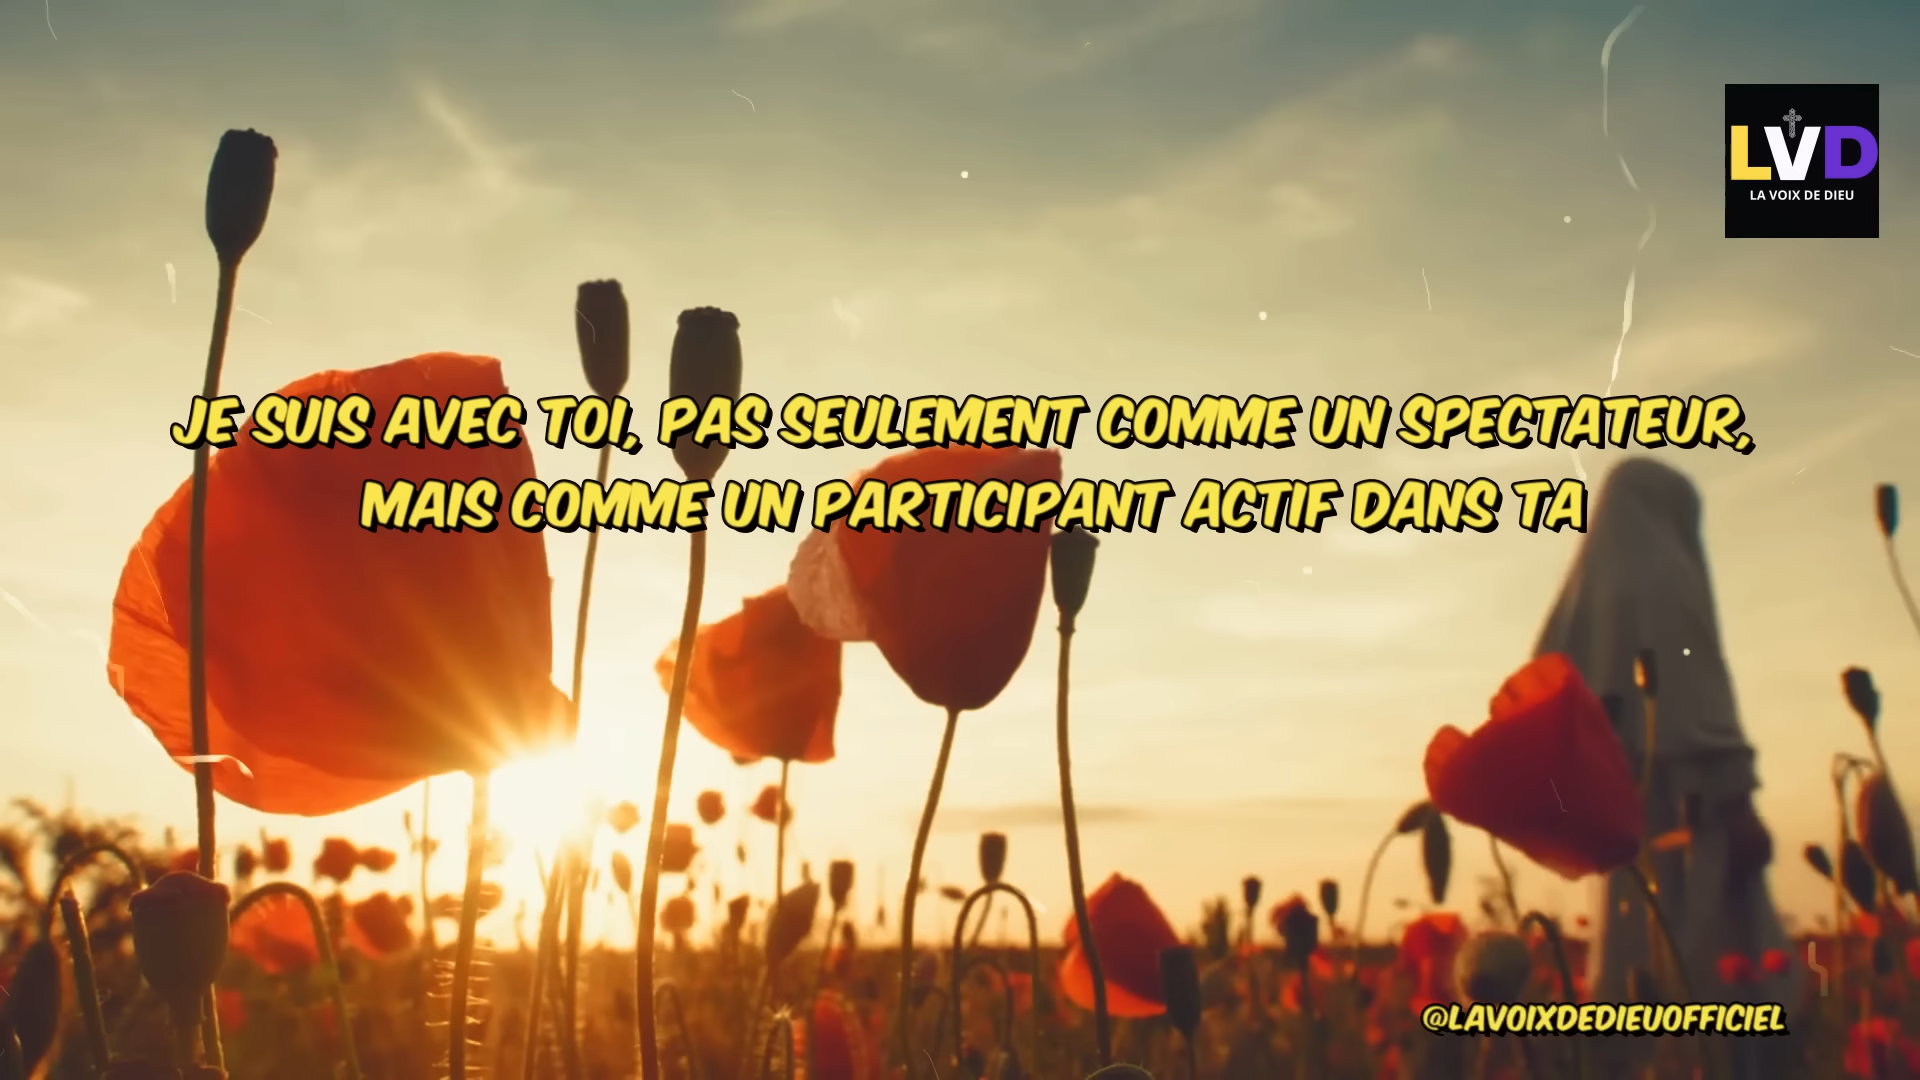 LVD
LA VOIX DE DIEU
JE SUIS AVEC TOI, PAS SEULEMENT COMME UN SPECTATEUR,
MAIS COMME UN PARTICIPANT ACTIF DANS TA
@LAVOIXDEDIEUOFFICIEL